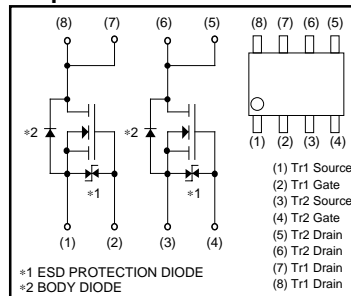 (8) (7) (6) (5)
(8) (7) (6) (5)
*2 *2
*1 *1
(1) (2) (3) (4)
(1) (2) (3) (4)
(1) Tr1 Source
(2) Tr1 Gate
(3) Tr2 Source
(4) Tr2 Gate
(5) Tr2 Drain
(6) Tr2 Drain
(7) Tr1 Drain
(8) Tr1 Drain
*1 ESD PROTECTION DIODE
*2 BODY DIODE